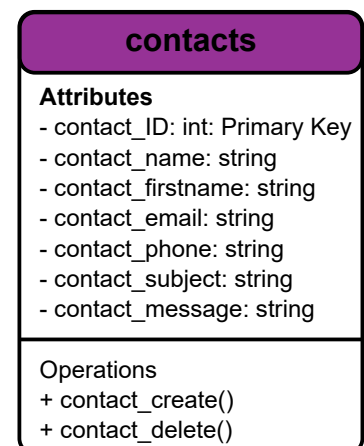 contacts
Attributes
- contact_ID: int: Primary Key
- contact_name: string
- contact_firstname: string
- contact_email: string
- contact_phone: string
- contact_subject: string
- contact_message: string
Operations
+ contact_create()
+ contact_delete()